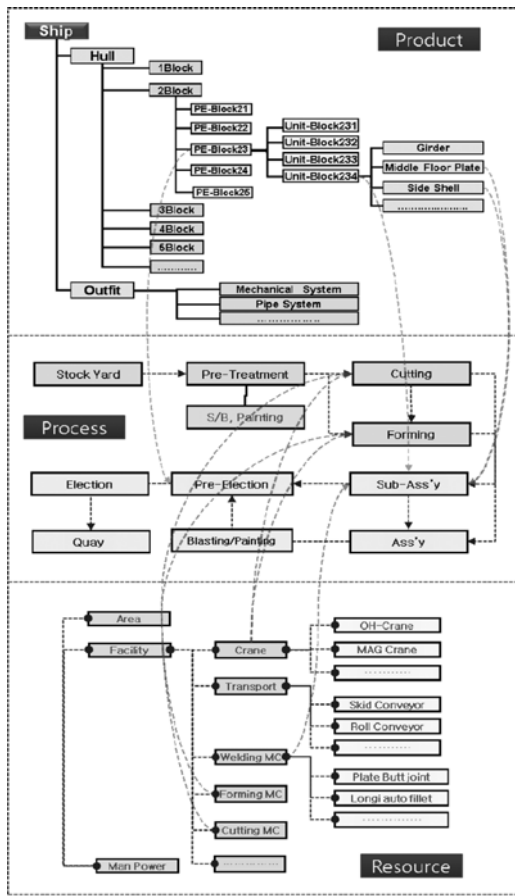 Ship
Product
Hull
1Block
2Block
PE-Block21
PE-Block22
Unit-Block231
PE-Block23
Unit-Block232
Unit-Block233
PE-Block24
Unit-Block234
PE-Block25
Girder
Middle Floor Plate
Side Shell
....................
3Block
4Block
5Block
............
Outfit
Mechanical System
Pipe System
..................
Stock Yard
Pre-Treatment
Cutting
S/B, Painting
Process
Forming
Election
Pre-Election
Sub-Ass'y
Quay
Blasting/Painting
Ass'y
Area
Facility
Crane
OH-Crane
MAG Crane
............
Transport
Skid Conveyor
Roll Conveyor
............
Welding MC
Plate Butt joint
Longi auto fillet
..............
Forming MC
Cutting MC
..............
Man Power
Resource